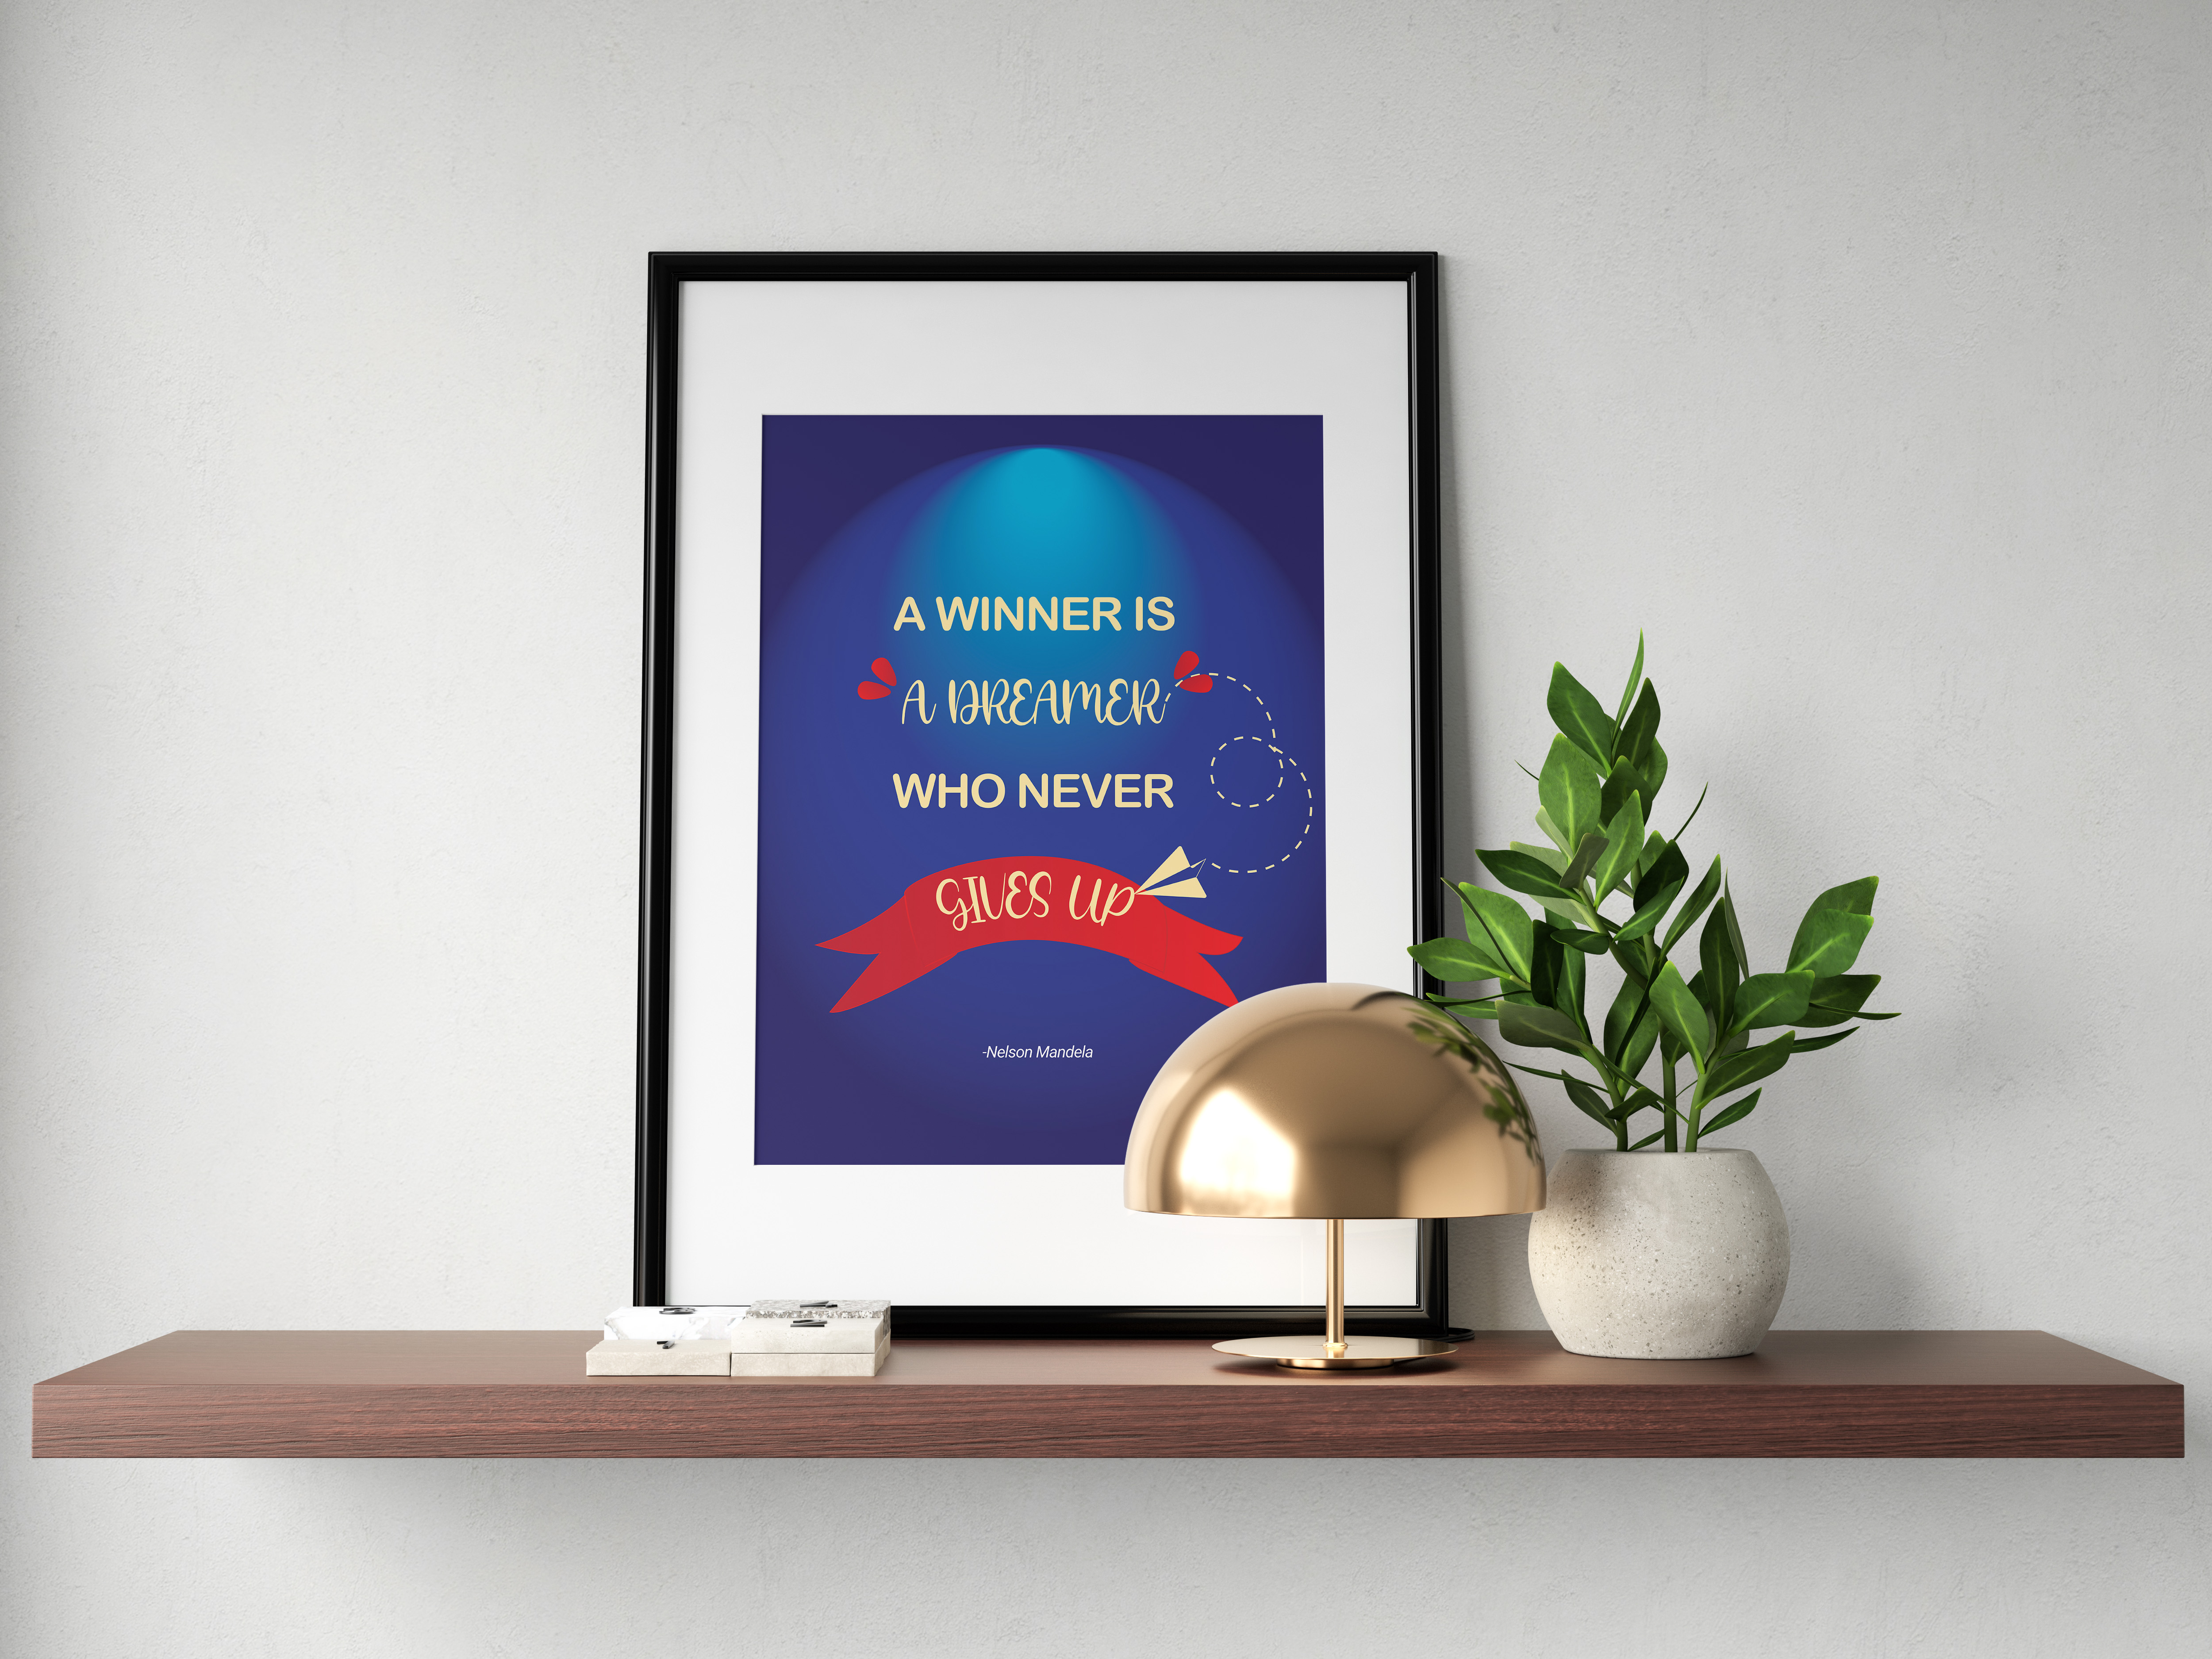 A WINNER IS
A DREAMER
WHO NEVER
GIVES UP
-Nelson Mandela